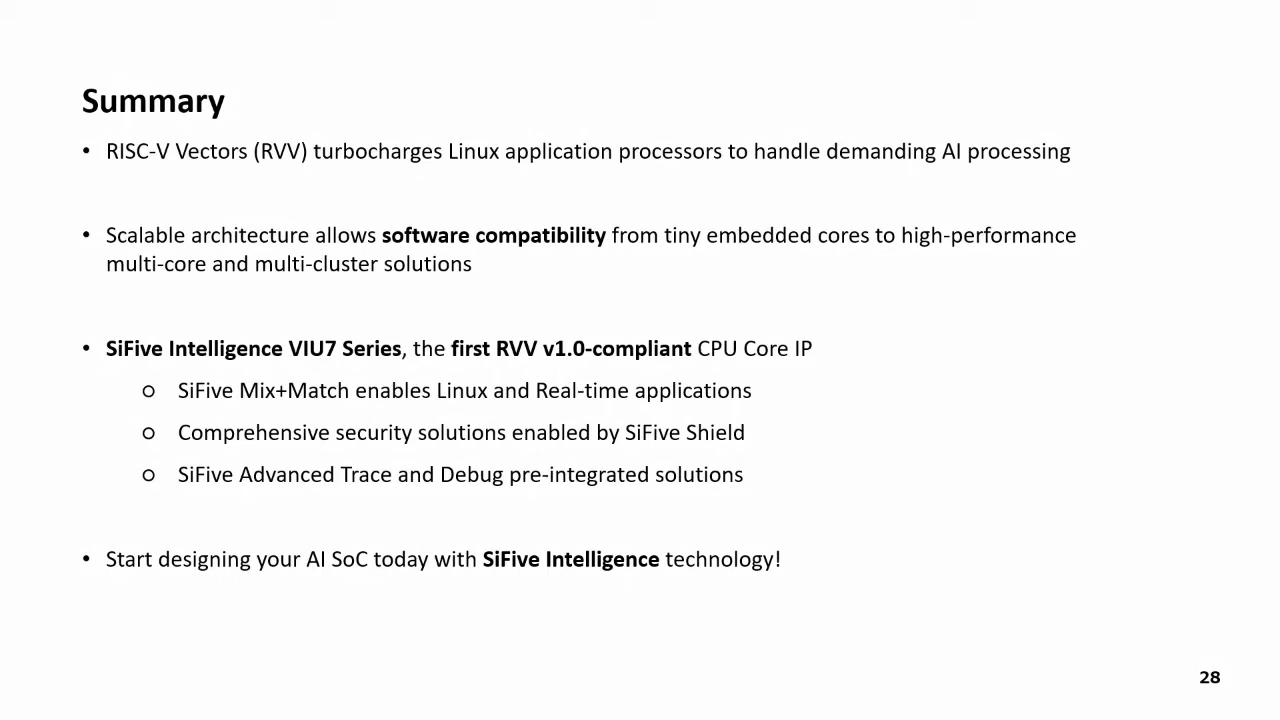 Summary
• RISC-V Vectors (RVV) turbocharges Linux application processors to handle demanding AI processing
• Scalable architecture allows software compatibility from tiny embedded cores to high-performance
multi-core and multi-cluster solutions
• SiFive Intelligence VIU7 Series, the first RVV v1.0-compliant CPU Core IP
○ SiFive Mix+Match enables Linux and Real-time applications
○ Comprehensive security solutions enabled by SiFive Shield
○ SiFive Advanced Trace and Debug pre-integrated solutions
• Start designing your AI SoC today with SiFive Intelligence technology!
28